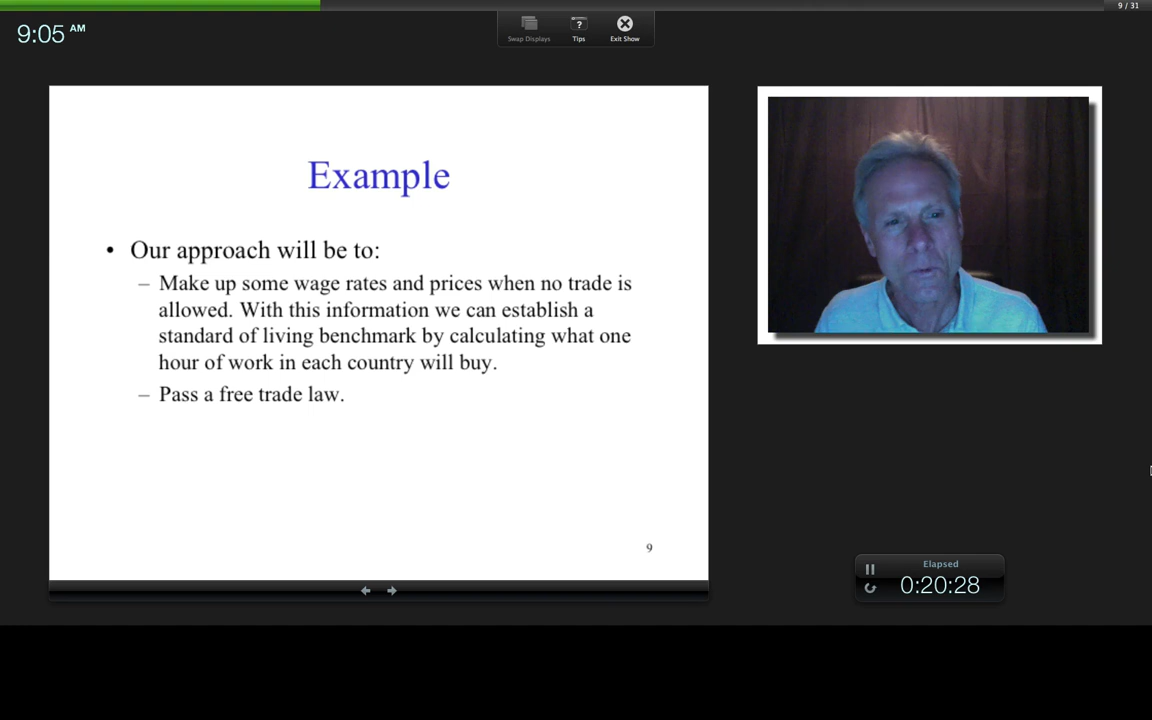 9 / 31
9:05 AM
Swap Displays
Tips
Exit Show
Example
• Our approach will be to:
– Make up some wage rates and prices when no trade is
allowed. With this information we can establish a
standard of living benchmark by calculating what one
hour of work in each country will buy.
– Pass a free trade law.
9
Elapsed
0:20:28